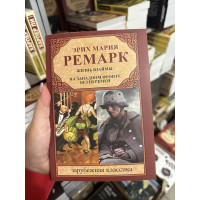 ЭРИХ МАРИЯ
РЕМАРК
ЖИЗНЬ ВЗАЙМЫ
НА ЗАПАДНОМ ФРОНТЕ
БЕЗ ПЕРЕМЕН
зарубежная классика